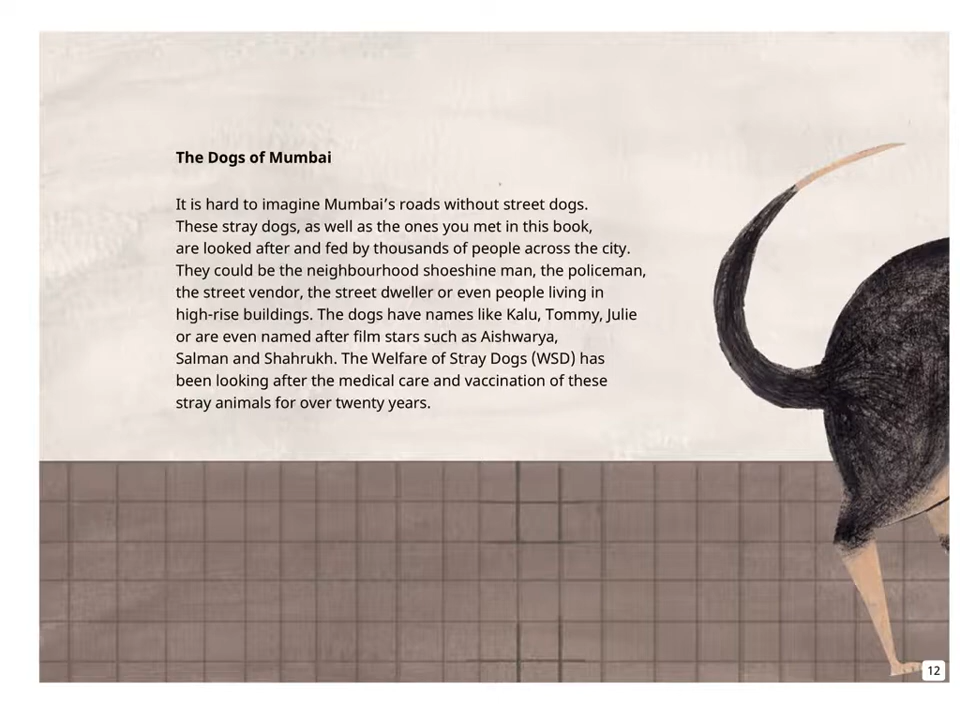 The Dogs of Mumbai
It is hard to imagine Mumbai’s roads without street dogs.
These stray dogs, as well as the ones you met in this book,
are looked after and fed by thousands of people across the city.
They could be the neighbourhood shoeshine man, the policeman,
the street vendor, the street dweller or even people living in
high-rise buildings. The dogs have names like Kalu, Tommy, Julie
or are even named after film stars such as Aishwarya,
Salman and Shahrukh. The Welfare of Stray Dogs (WSD) has
been looking after the medical care and vaccination of these
stray animals for over twenty years.
12